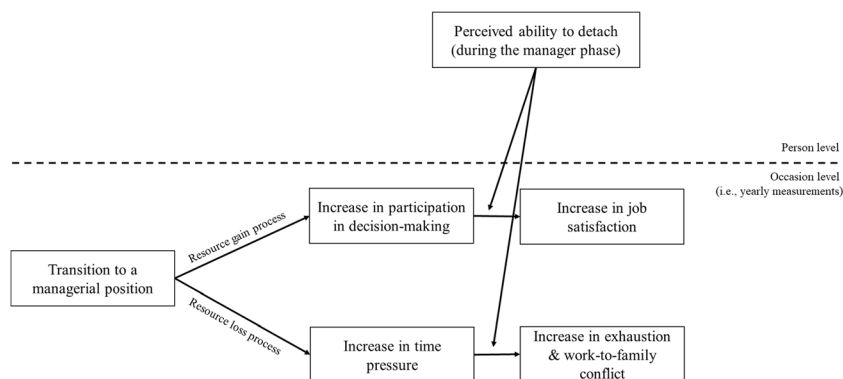 Perceived ability to detach
(during the manager phase)
Person level
Occasion level
(i.e., yearly measurements)
Increase in participation
in decision-making
Increase in job
satisfaction
Resource gain process
Transition to a
managerial position
Resource loss process
Increase in time
pressure
Increase in exhaustion
& work-to-family
conflict